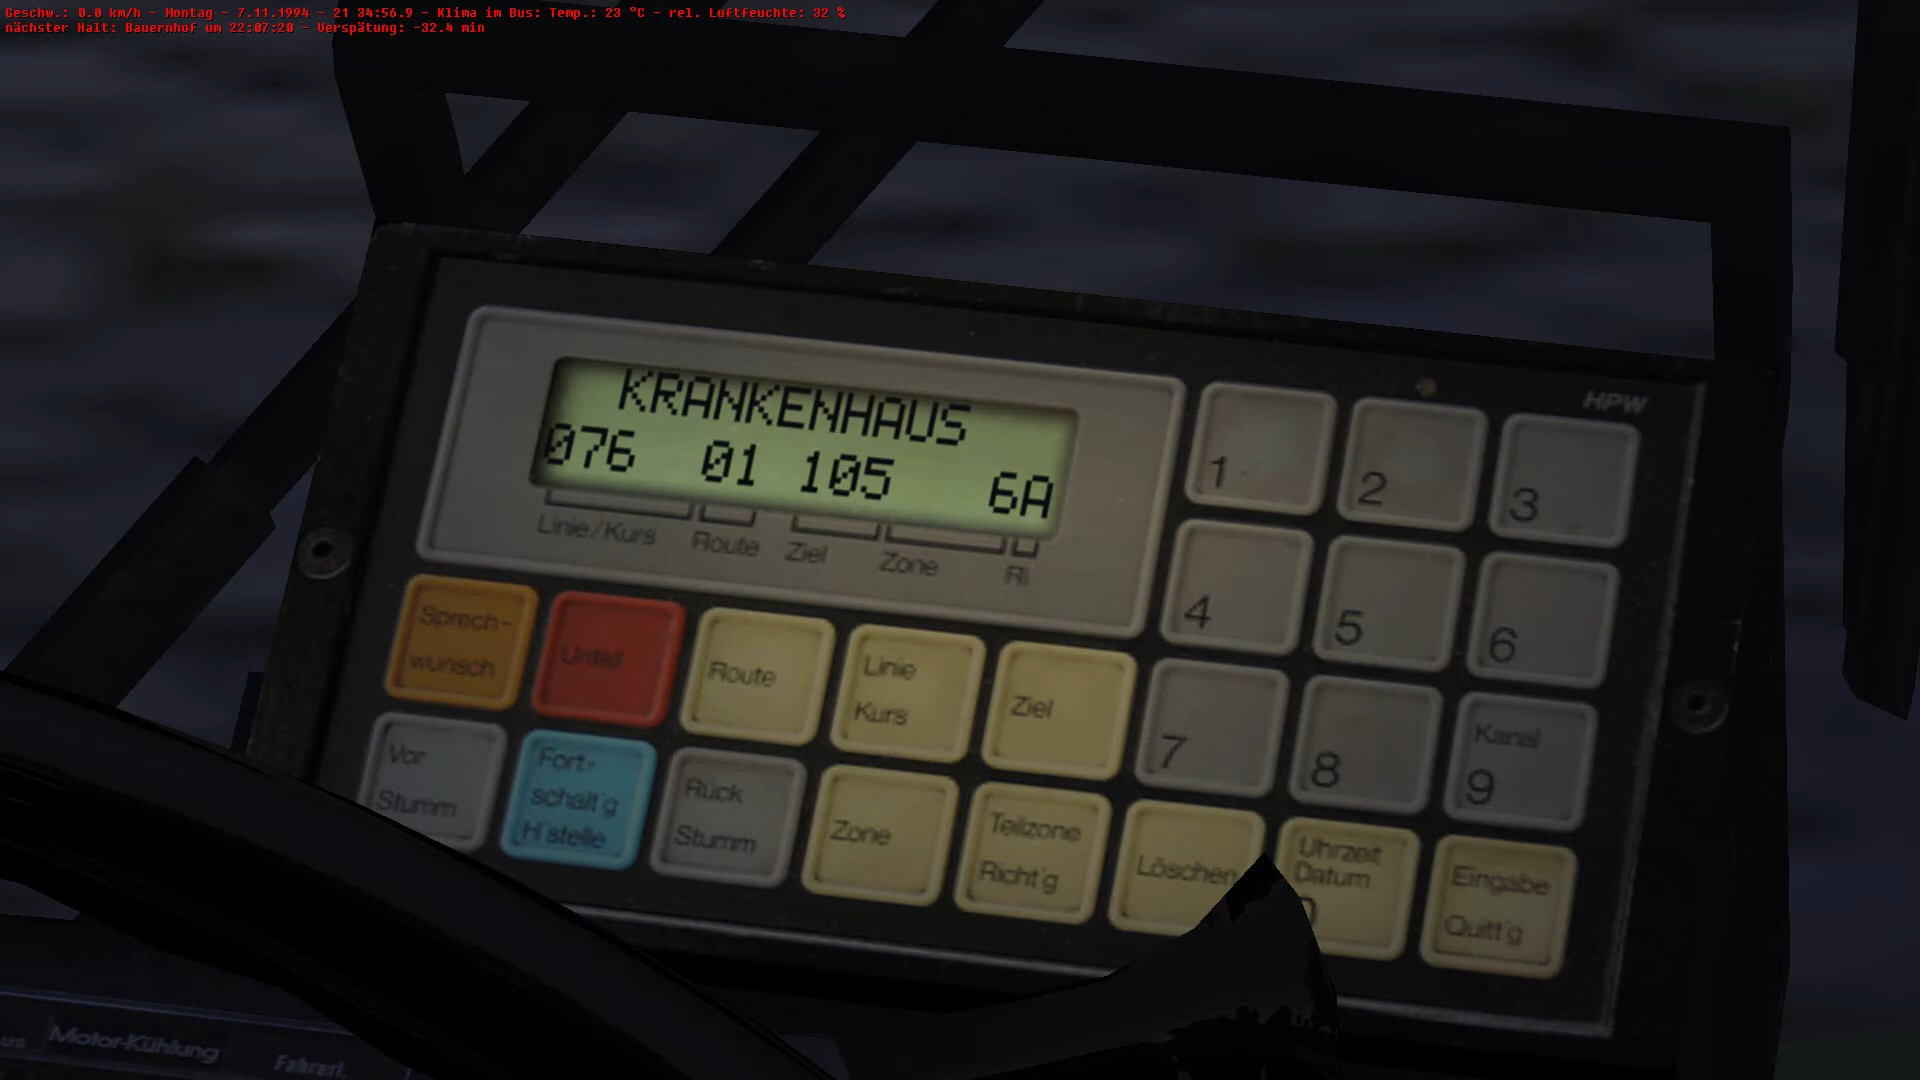 Geschw.: 0.0 km/h - Montag - 7.11.1994 - 21 34:56.9 - Klima im Bus: Temp.: 23 °C - rel. Luftfeuchte: 32 %
nächster Halt: Bauernhof um 22:07:20 - Verspätung: -32.4 min
HPW
KRANKENHAUS
076 01 105 6A
Linie/Kurs Route Ziel Zone RI
1 2 3
4 5 6
7 8 Kanal
9
Sprech-
wunsch
Unfall
Route
Linie
Kurs
Ziel
Vor
Stumm
Fort-
schalt'g
H'stelle
Rück
Stumm
Zone
Teilzone
Richt'g
Löschen
Uhrzeit
Datum
0
Eingabe
Quitt'g
us Motor-Kühlung Fahrerl.